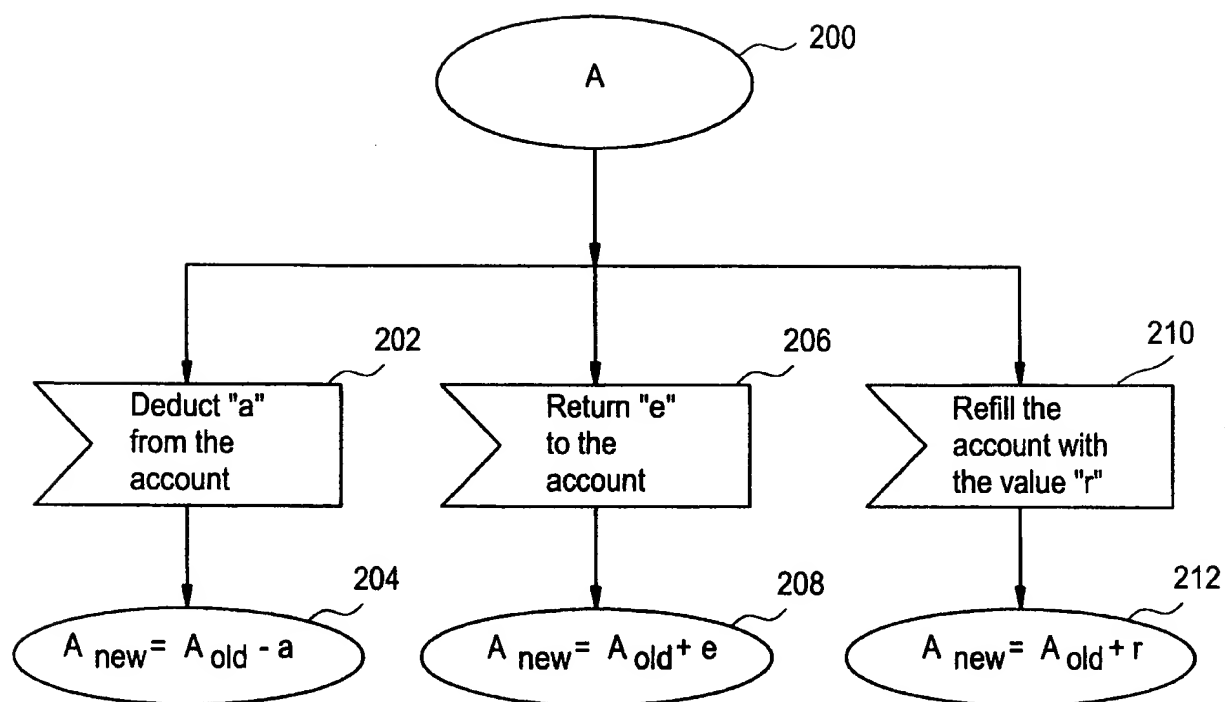 200
A
202
206
210
Deduct "a"
from the
account
Return "e"
to the
account
Refill the
account with
the value "r"
204
208
212
A new = A old - a
A new = A old + e
A new = A old + r